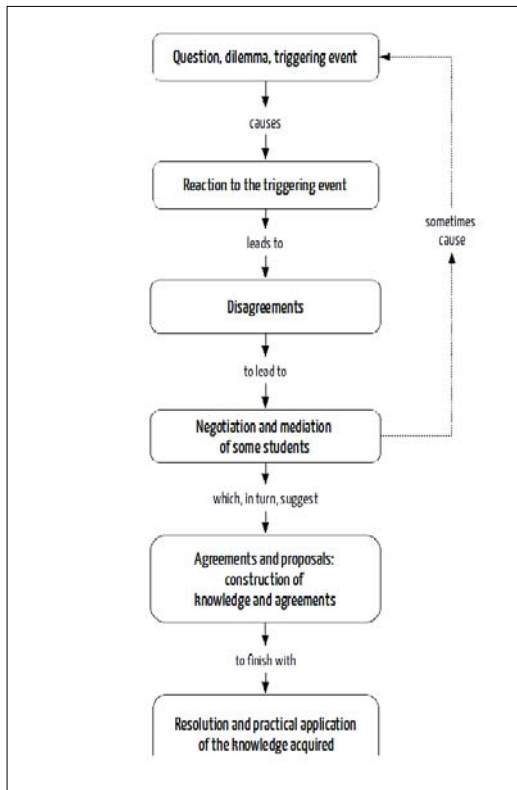 Question, dilemma, triggering event
causes
Reaction to the triggering event
leads to
sometimes
cause
Disagreements
to lead to
Negotiation and mediation
of some students
which, in turn, suggest
Agreements and proposals:
construction of
knowledge and agreements
to finish with
Resolution and practical application
of the knowledge acquired